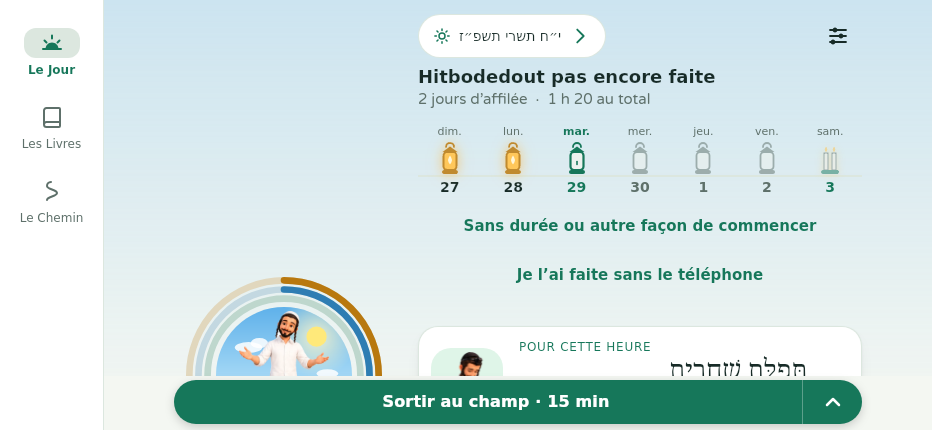 Le Jour
Les Livres
Le Chemin
י״ח תשרי תשפ״ז
Hitbodedout pas encore faite
2 jours d’affilée · 1 h 20 au total
dim. lun. mar. mer. jeu. ven. sam.
27 28 29 30 1 2 3
Sans durée ou autre façon de commencer
Je l’ai faite sans le téléphone
POUR CETTE HEURE
תְּפִלַּת שַׁחֲרִית
Sortir au champ · 15 min